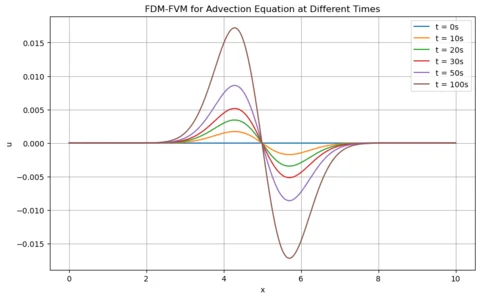 FDM-FVM for Advection Equation at Different Times
t = 0s
t = 10s
t = 20s
t = 30s
t = 50s
t = 100s
0.015
0.010
0.005
0.000
−0.005
−0.010
−0.015
u
0 2 4 6 8 10
x